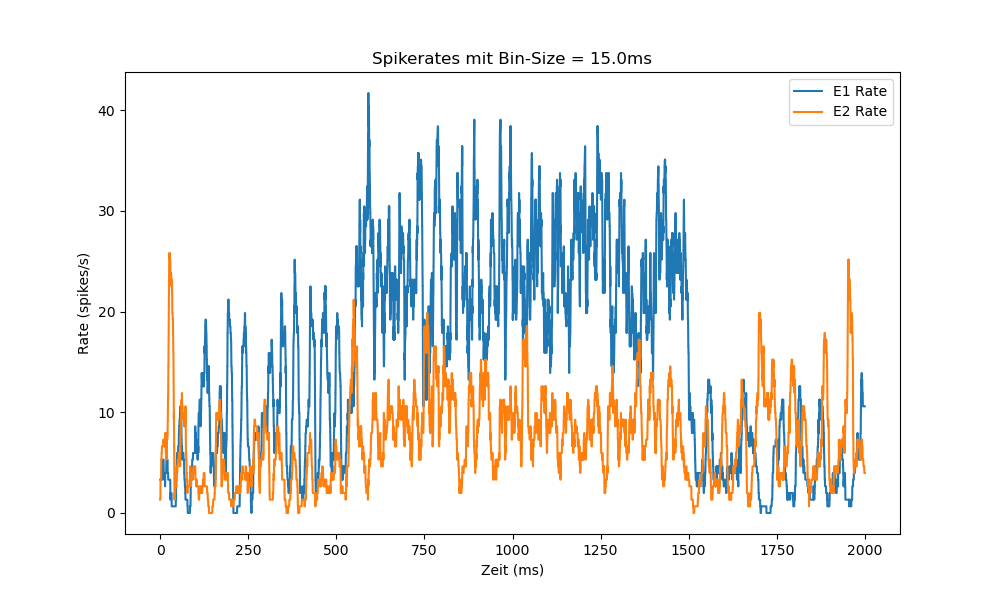 Spikerates mit Bin-Size = 15.0ms
E1 Rate
E2 Rate
Rate (spikes/s)
40
30
20
10
0
0 250 500 750 1000 1250 1500 1750 2000
Zeit (ms)